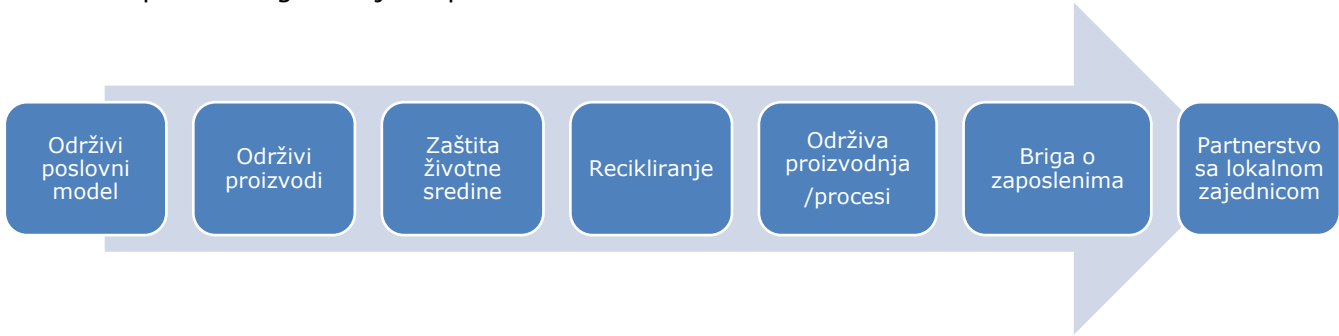 Održivi
poslovni
model
Održivi
proizvodi
Zaštita
životne
sredine
Recikliranje
Održiva
proizvodnja
/procesi
Briga o
zaposlenima
Partnerstvo
sa lokalnom
zajednicom